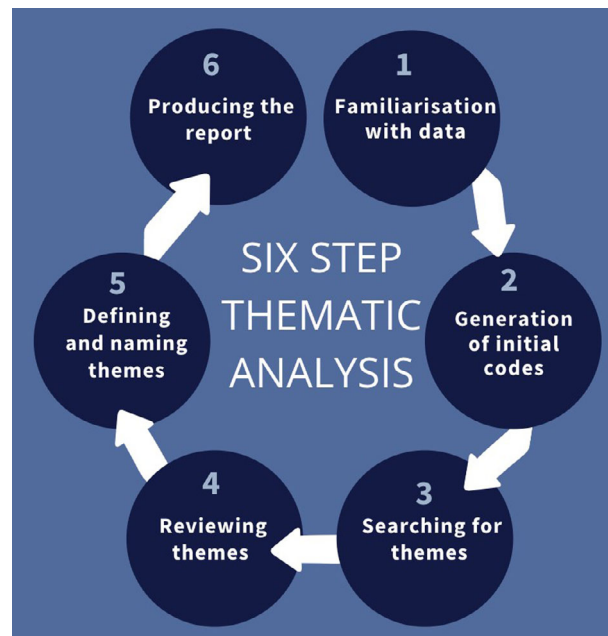 SIX STEP
THEMATIC
ANALYSIS
1
Familiarisation
with data
2
Generation
of initial
codes
3
Searching for
themes
4
Reviewing
themes
5
Defining
and naming
themes
6
Producing the
report